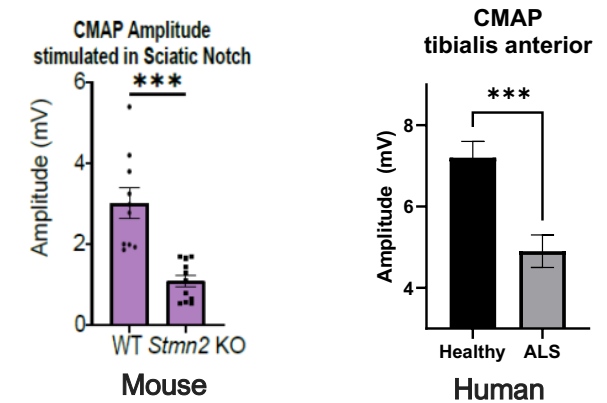 CMAP Amplitude
stimulated in Sciatic Notch
***
6
4
2
0
Amplitude (mV)
WT Stmn2 KO
Mouse
CMAP
tibialis anterior
***
8
6
4
Amplitude (mV)
Healthy ALS
Human